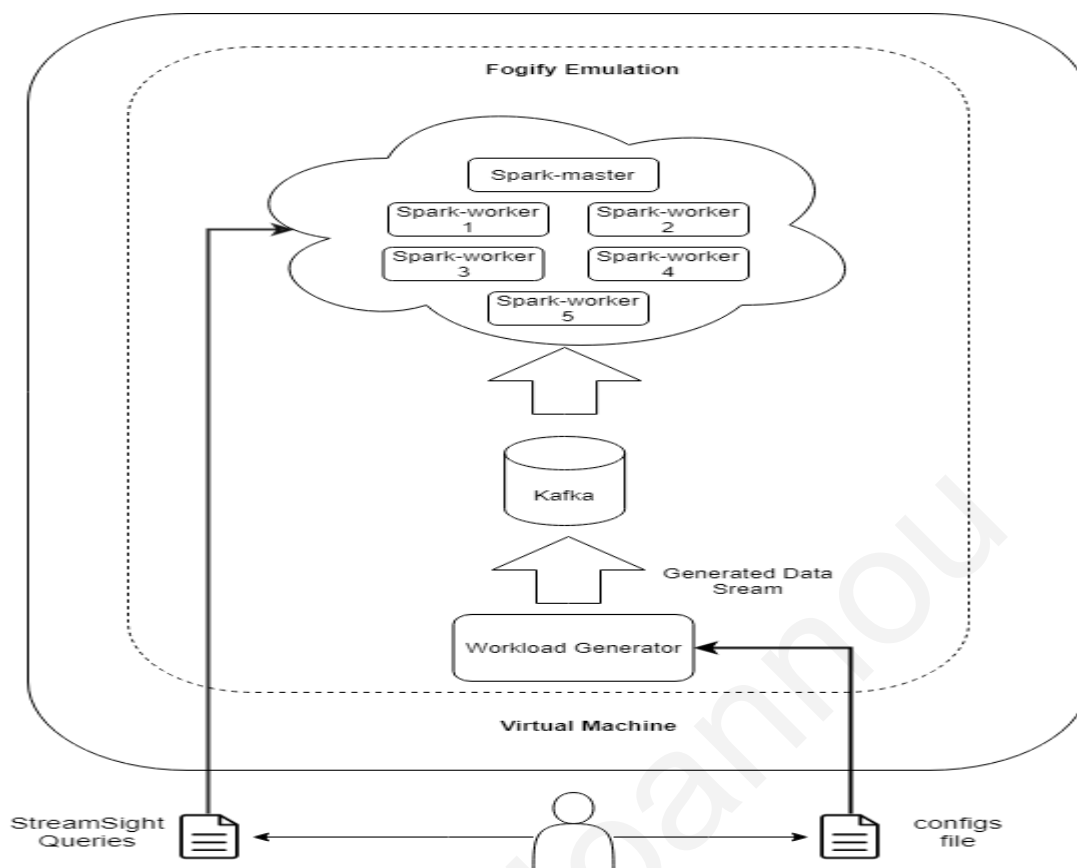 Fogify Emulation
Spark-master
Spark-worker
1
Spark-worker
2
Spark-worker
3
Spark-worker
4
Spark-worker
5
Kafka
Generated Data
Sream
Workload Generator
Virtual Machine
StreamSight
Queries
configs
file
oannou